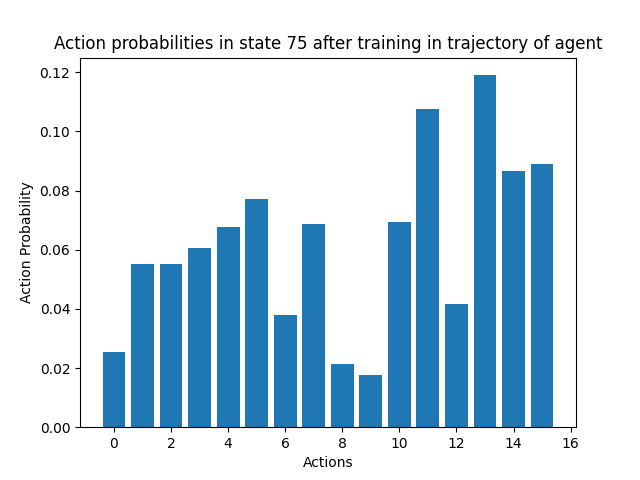 Action probabilities in state 75 after training in trajectory of agent
0.12
0.10
0.08
0.06
0.04
0.02
0.00
Action Probability
0 2 4 6 8 10 12 14 16
Actions